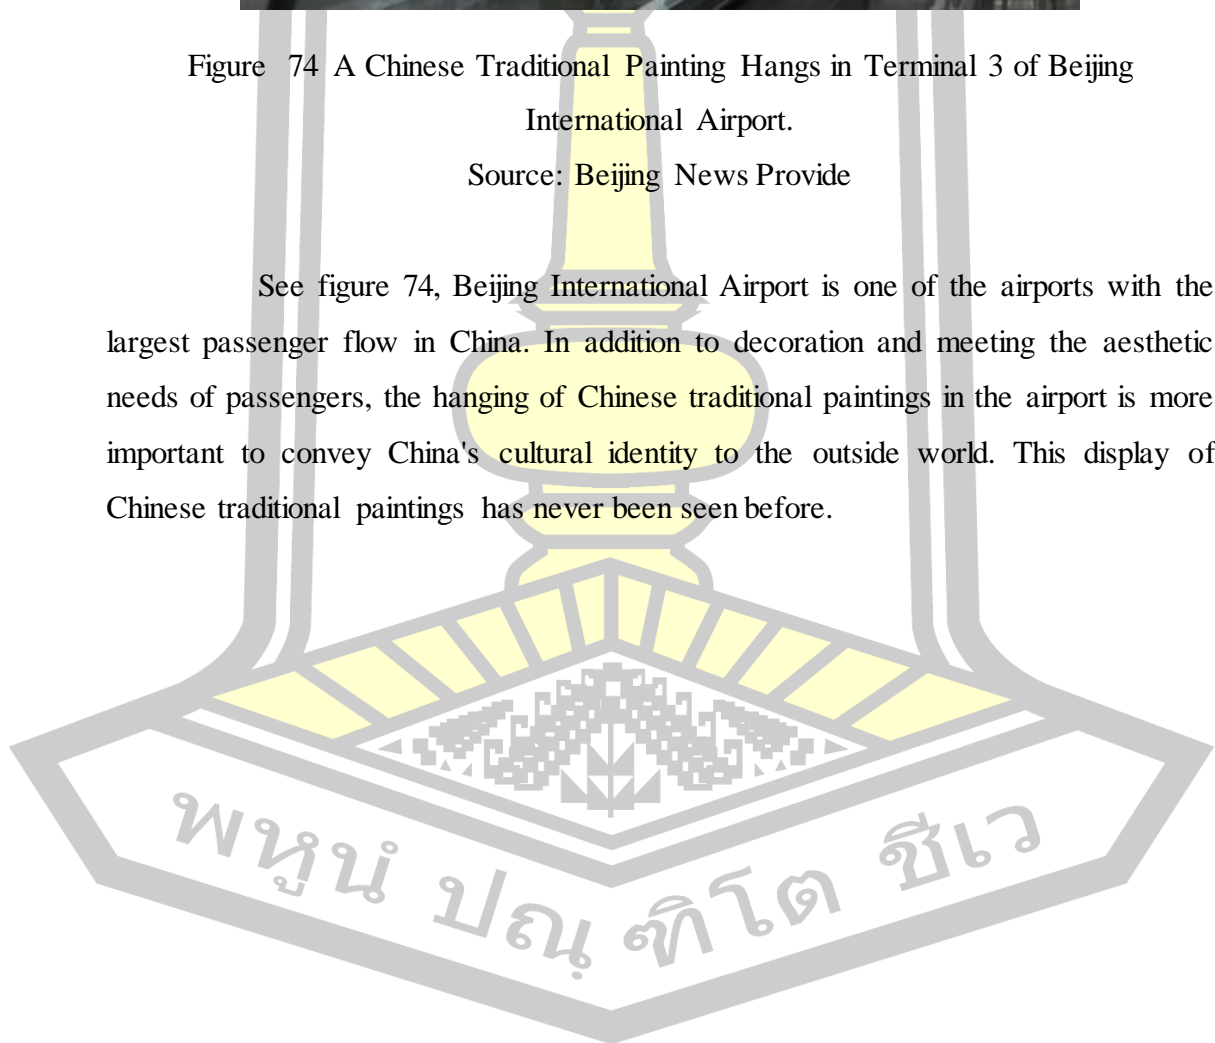 Figure 74 A Chinese Traditional Painting Hangs in Terminal 3 of Beijing
International Airport.
Source: Beijing News Provide
See figure 74, Beijing International Airport is one of the airports with the
largest passenger flow in China. In addition to decoration and meeting the aesthetic
needs of passengers, the hanging of Chinese traditional paintings in the airport is more
important to convey China's cultural identity to the outside world. This display of
Chinese traditional paintings has never been seen before.
พหูนํ ปณฺฑิโต ชีเว